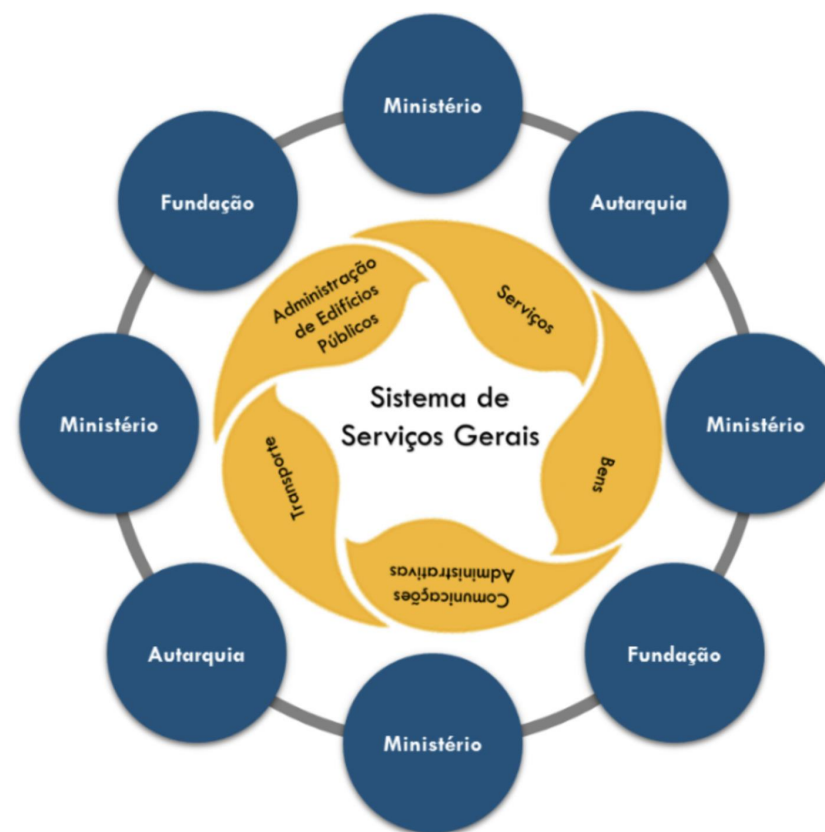 Ministério
Autarquia
Ministério
Fundação
Ministério
Autarquia
Ministério
Fundação
Administração
de Edifícios
Públicos
Serviços
Bens
Comunicações
Administrativas
Transporte
Sistema de
Serviços Gerais